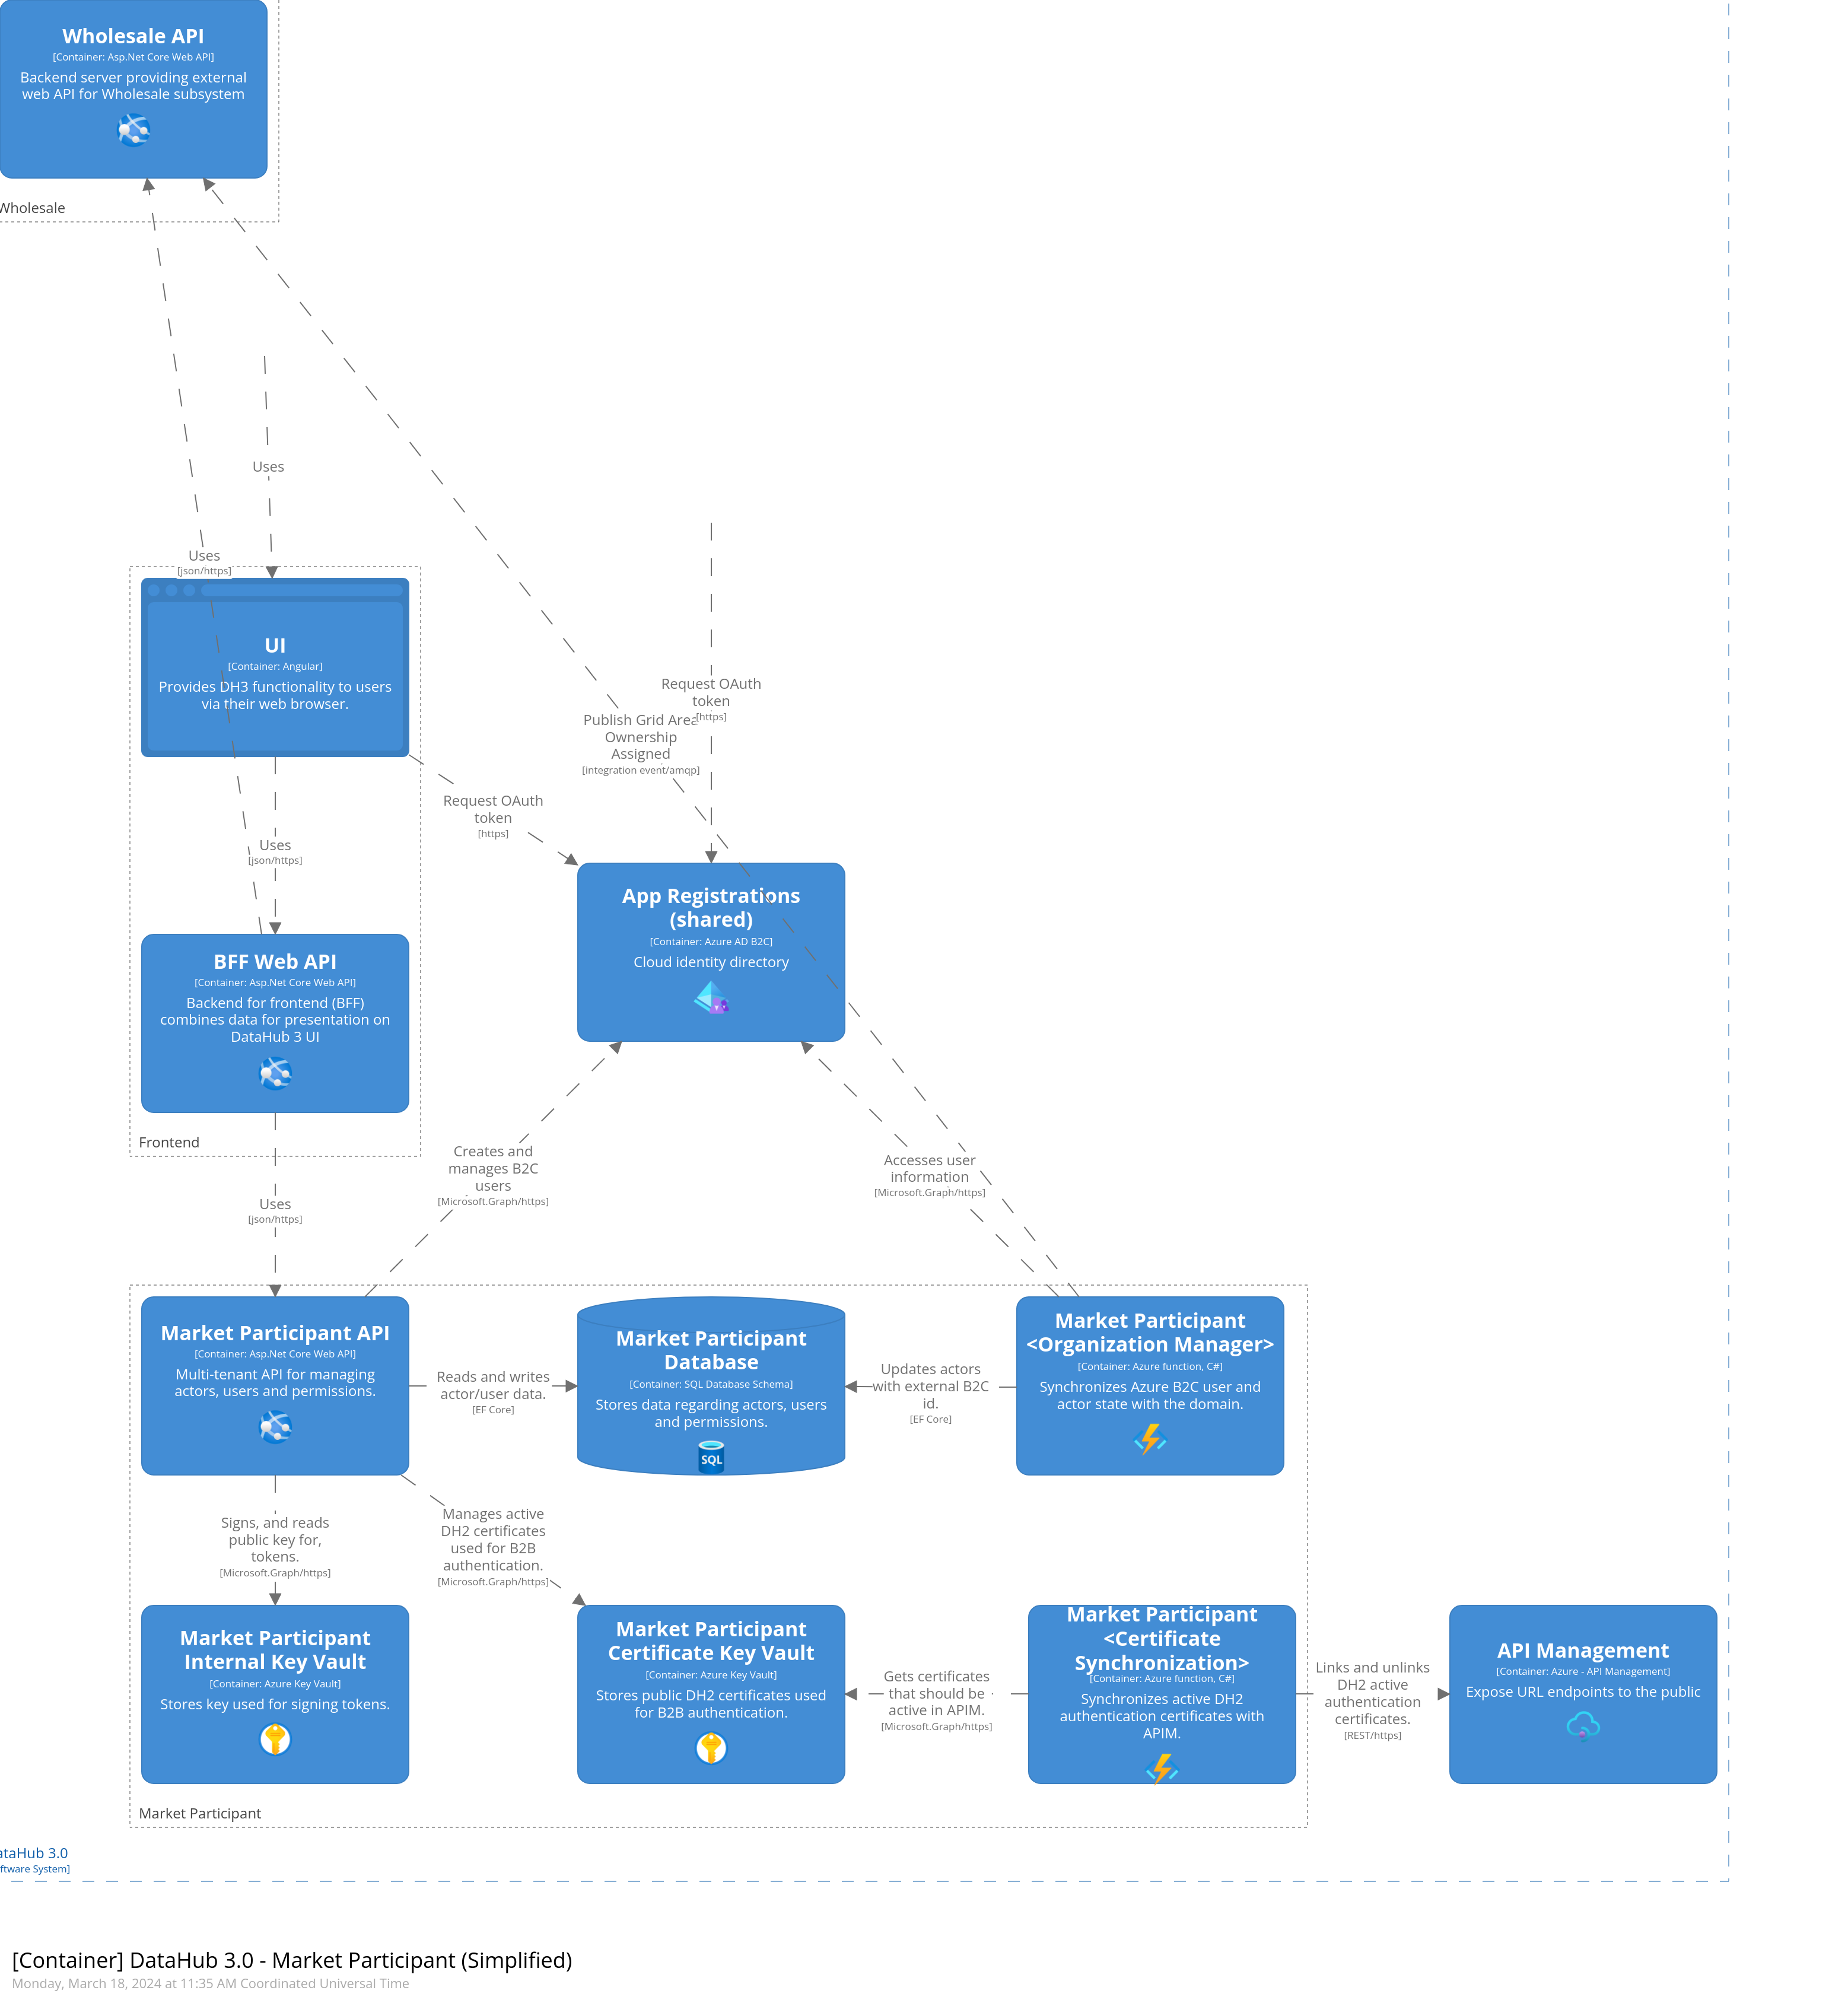 Wholesale API
[Container: Asp.Net Core Web API]
Backend server providing external
web API for Wholesale subsystem
Wholesale
Uses
Uses
[json/https]
UI
[Container: Angular]
Provides DH3 functionality to users
via their web browser.
Request OAuth
token
[https]
Publish Grid Area
Ownership
Assigned
[integration event/amqp]
Request OAuth
token
[https]
Uses
[json/https]
App Registrations
(shared)
[Container: Azure AD B2C]
Cloud identity directory
BFF Web API
[Container: Asp.Net Core Web API]
Backend for frontend (BFF)
combines data for presentation on
DataHub 3 UI
Frontend
Creates and
manages B2C
users
[Microsoft.Graph/https]
Accesses user
information
[Microsoft.Graph/https]
Uses
[json/https]
Market Participant API
[Container: Asp.Net Core Web API]
Multi-tenant API for managing
actors, users and permissions.
Reads and writes
actor/user data.
[EF Core]
Market Participant
Database
[Container: SQL Database Schema]
Stores data regarding actors, users
and permissions.
SQL
Updates actors
with external B2C
id.
[EF Core]
Market Participant
<Organization Manager>
[Container: Azure function, C#]
Synchronizes Azure B2C user and
actor state with the domain.
Signs, and reads
public key for,
tokens.
[Microsoft.Graph/https]
Manages active
DH2 certificates
used for B2B
authentication.
[Microsoft.Graph/https]
Market Participant
Internal Key Vault
[Container: Azure Key Vault]
Stores key used for signing tokens.
Market Participant
Certificate Key Vault
[Container: Azure Key Vault]
Stores public DH2 certificates used
for B2B authentication.
Gets certificates
that should be
active in APIM.
[Microsoft.Graph/https]
Market Participant
<Certificate
Synchronization>
[Container: Azure function, C#]
Synchronizes active DH2
authentication certificates with
APIM.
Links and unlinks
DH2 active
authentication
certificates.
[REST/https]
API Management
[Container: Azure - API Management]
Expose URL endpoints to the public
Market Participant
ataHub 3.0
ftware System]
[Container] DataHub 3.0 - Market Participant (Simplified)
Monday, March 18, 2024 at 11:35 AM Coordinated Universal Time